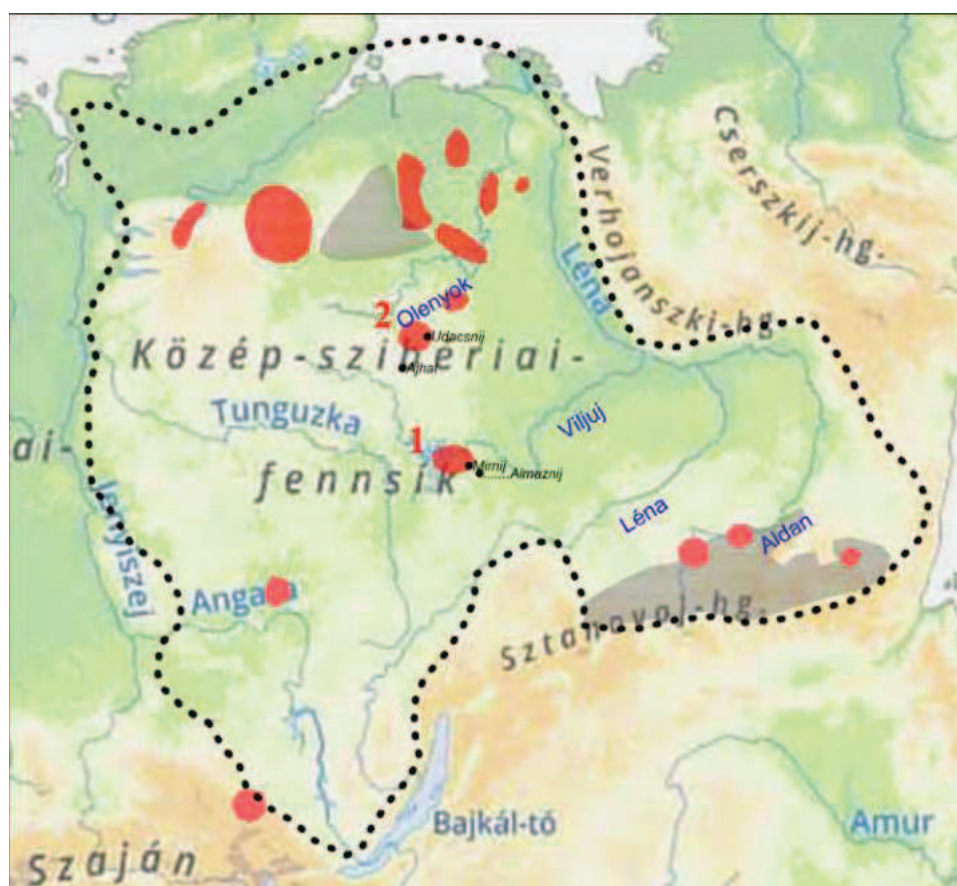 Cserszkij-hg.
Verhojanszki-hg
Léna
Olenyok
2
Udacsnij
Közép-szibériai-
Ajhal
Tunguzka
Viljuj
1
ai-
fennsík
Mirnij
Almaznij
Jenyiszej
Léna
Aldan
Angara
Sztanovoj-hg.
Bajkál-tó
Amur
Szaján